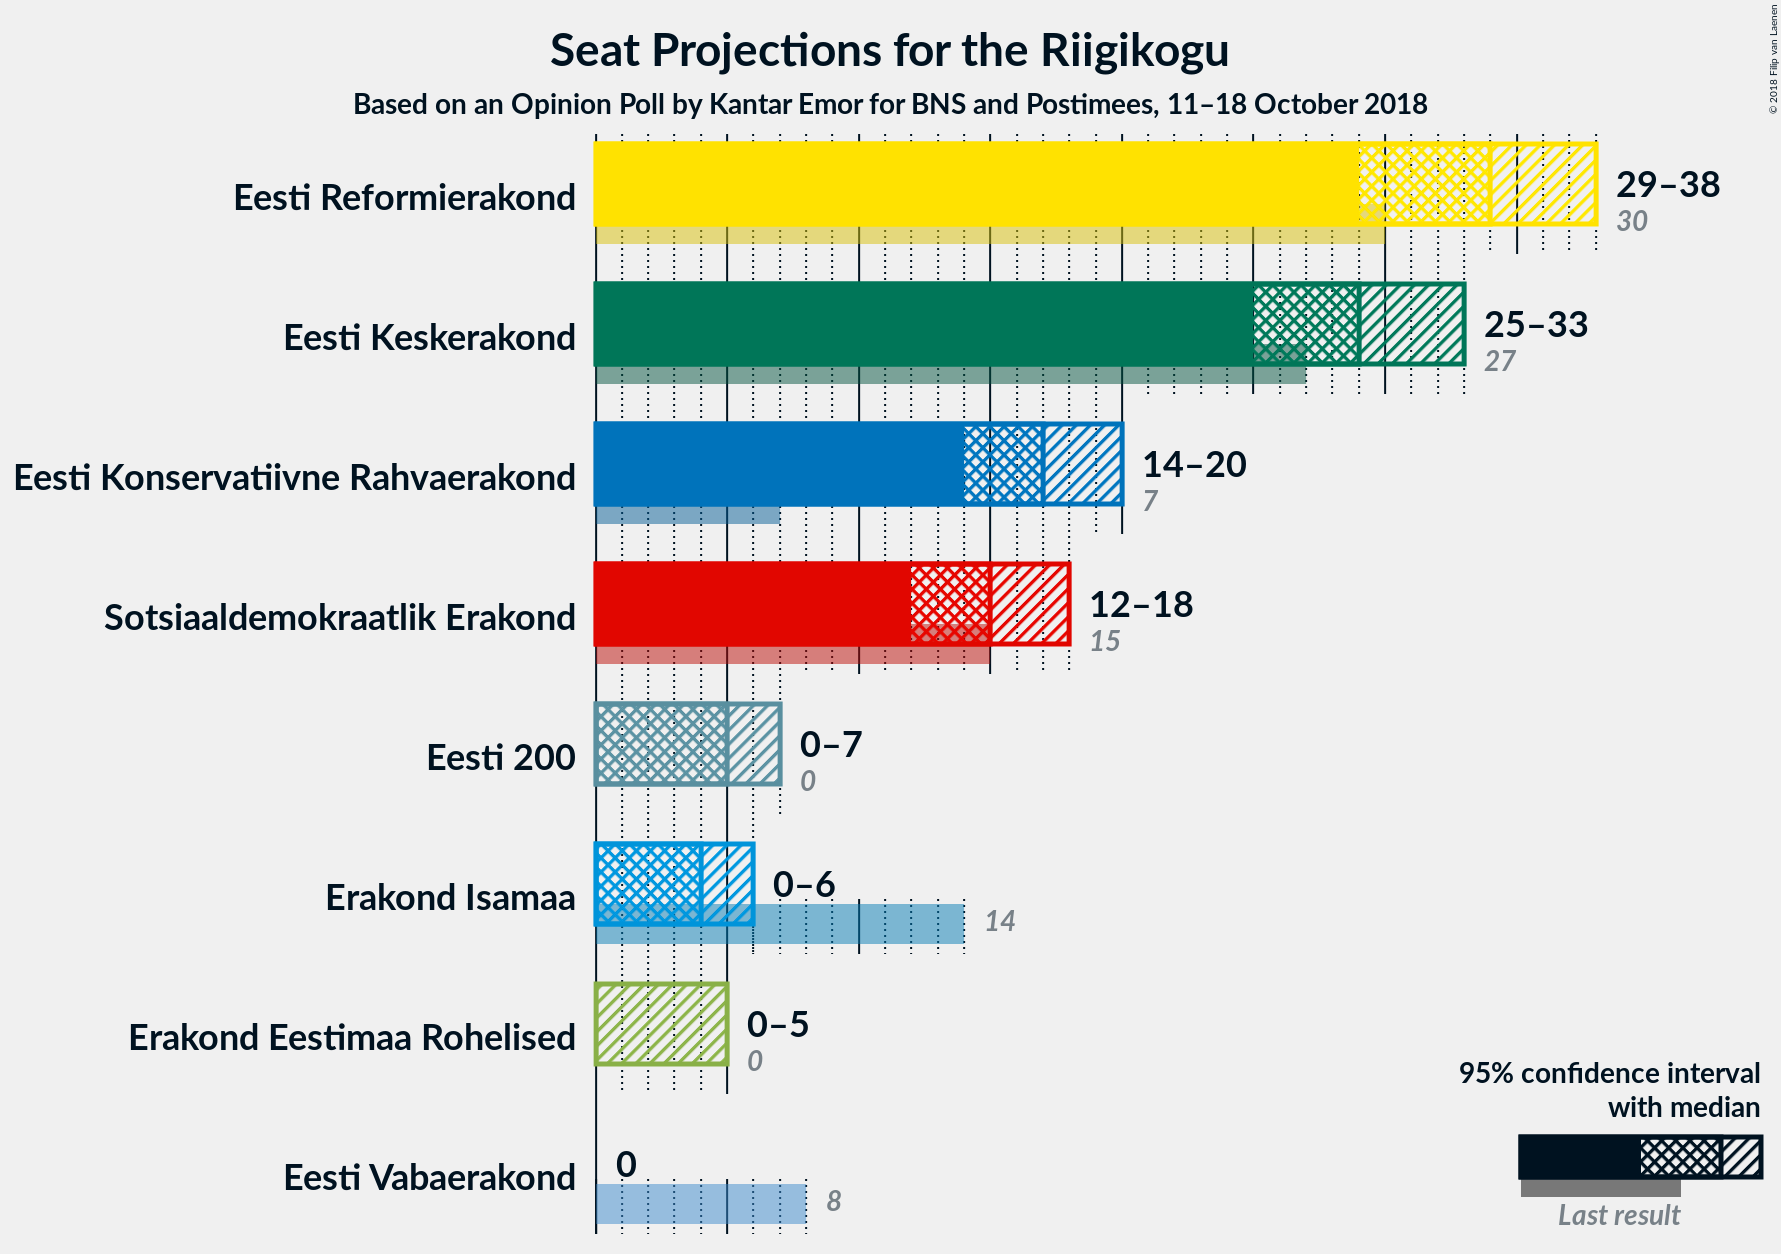 Seat Projections for the Riigikogu
Based on an Opinion Poll by Kantar Emor for BNS and Postimees, 11–18 October 2018
© 2018 Filip van Laenen
Eesti Reformierakond
29–38
30
Eesti Keskerakond
25–33
27
Eesti Konservatiivne Rahvaerakond
14–20
7
Sotsiaaldemokraatlik Erakond
12–18
15
Eesti 200
0–7
0
Erakond Isamaa
0–6
14
Erakond Eestimaa Rohelised
0–5
0
Eesti Vabaerakond
0
8
95% confidence interval
with median
Last result